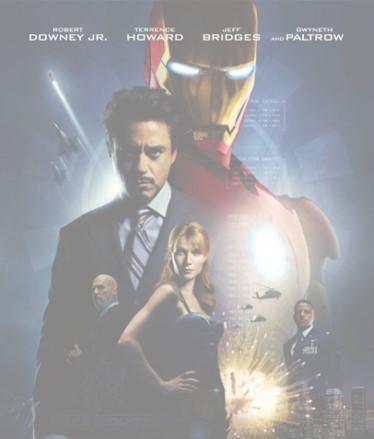 ROBERT
DOWNEY JR.
TERRENCE
HOWARD
JEFF
BRIDGES
GWYNETH
AND PALTROW